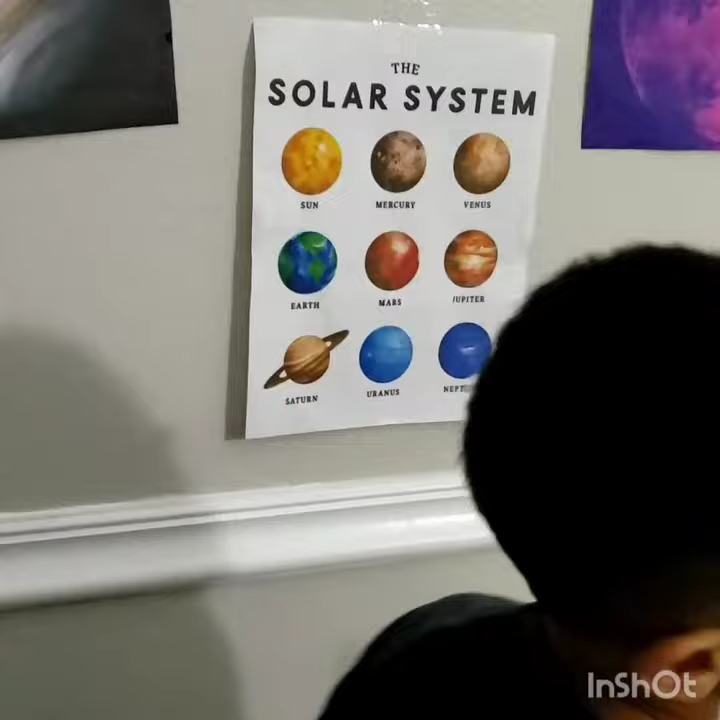 THE
SOLAR SYSTEM
SUN MERCURY VENUS
EARTH MARS JUPITER
SATURN URANUS
InShOt